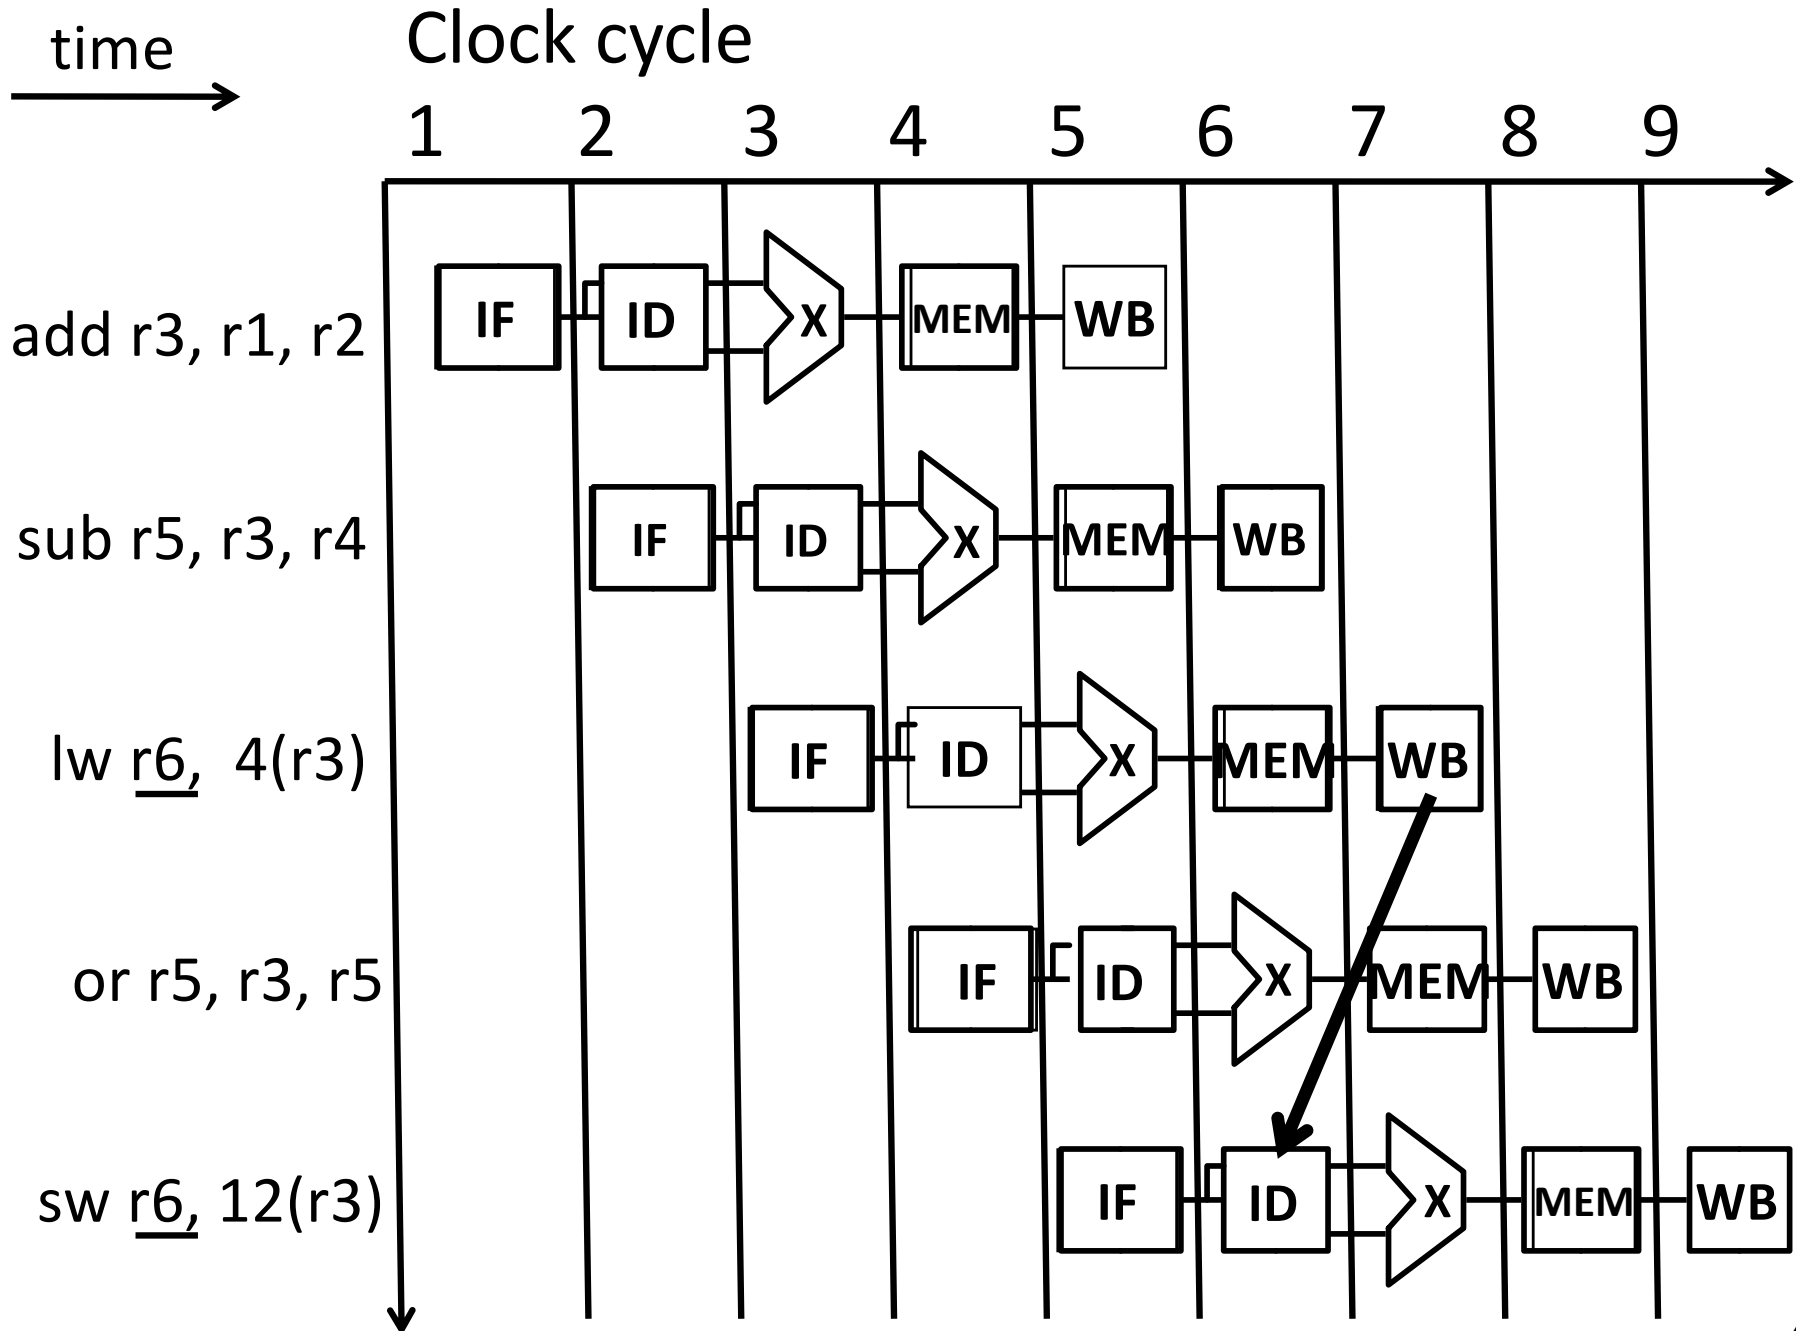 time
Clock cycle
1 2 3 4 5 6 7 8 9
add r3, r1, r2 IF ID X MEM WB
sub r5, r3, r4 IF ID X MEM WB
lw r6, 4(r3) IF ID X MEM WB
or r5, r3, r5 IF ID X MEM WB
sw r6, 12(r3) IF ID X MEM WB